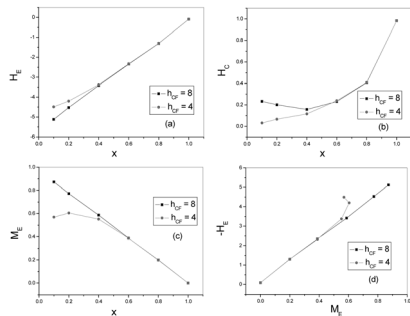 0
-1
-2
-3
-4
-5
-6
H_E
0.0 0.2 0.4 0.6 0.8 1.0
x
h_CF = 8
h_CF = 4
(a)
1.0
0.8
0.6
0.4
0.2
0.0
H_C
0.0 0.2 0.4 0.6 0.8 1.0
x
h_CF = 8
h_CF = 4
(b)
1.0
0.8
0.6
0.4
0.2
0.0
M_E
0.0 0.2 0.4 0.6 0.8 1.0
x
h_CF = 8
h_CF = 4
(c)
6
5
4
3
2
1
0
-H_E
0.0 0.2 0.4 0.6 0.8 1.0
M_E
h_CF = 8
h_CF = 4
(d)